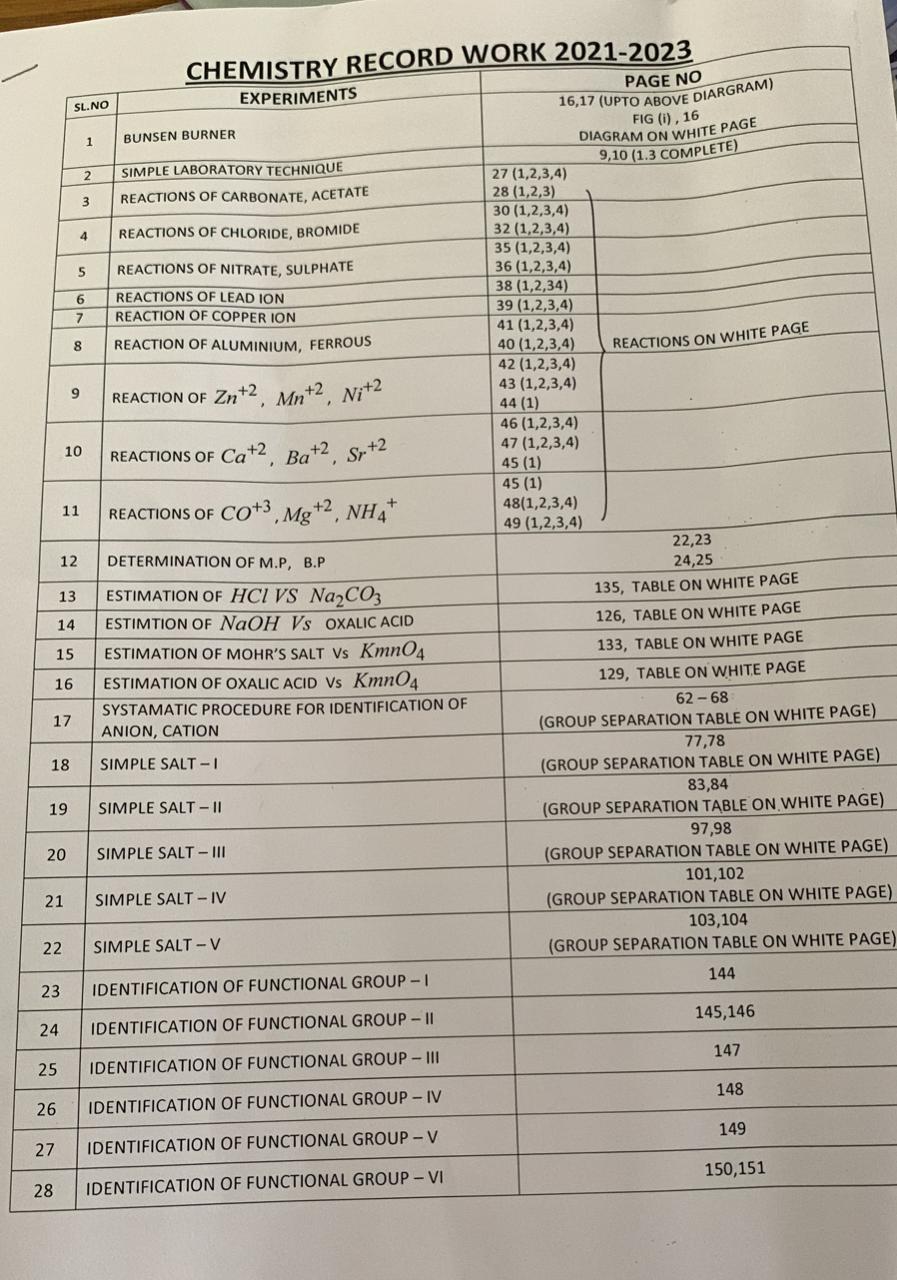 CHEMISTRY RECORD WORK 2021-2023
SL.NO EXPERIMENTS PAGE NO
1 BUNSEN BURNER 16,17 (UPTO ABOVE DIARGRAM)
FIG (i) , 16
DIAGRAM ON WHITE PAGE
2 SIMPLE LABORATORY TECHNIQUE 9,10 (1.3 COMPLETE)
3 REACTIONS OF CARBONATE, ACETATE 27 (1,2,3,4)
28 (1,2,3)
4 REACTIONS OF CHLORIDE, BROMIDE 30 (1,2,3,4)
32 (1,2,3,4)
5 REACTIONS OF NITRATE, SULPHATE 35 (1,2,3,4)
36 (1,2,3,4)
6 REACTIONS OF LEAD ION 38 (1,2,34)
7 REACTION OF COPPER ION 39 (1,2,3,4)
8 REACTION OF ALUMINIUM, FERROUS 41 (1,2,3,4)
40 (1,2,3,4) REACTIONS ON WHITE PAGE
9 REACTION OF Zn+2, Mn+2, Ni+2 42 (1,2,3,4)
43 (1,2,3,4)
44 (1)
10 REACTIONS OF Ca+2, Ba+2, Sr+2 46 (1,2,3,4)
47 (1,2,3,4)
45 (1)
11 REACTIONS OF CO+3, Mg+2, NH4+ 45 (1)
48(1,2,3,4)
49 (1,2,3,4)
12 DETERMINATION OF M.P, B.P 22,23
24,25
13 ESTIMATION OF HCl VS Na2CO3 135, TABLE ON WHITE PAGE
14 ESTIMTION OF NaOH Vs OXALIC ACID 126, TABLE ON WHITE PAGE
15 ESTIMATION OF MOHR'S SALT Vs KmnO4 133, TABLE ON WHITE PAGE
16 ESTIMATION OF OXALIC ACID Vs KmnO4 129, TABLE ON WHITE PAGE
17 SYSTAMATIC PROCEDURE FOR IDENTIFICATION OF 62 – 68
ANION, CATION (GROUP SEPARATION TABLE ON WHITE PAGE)
18 SIMPLE SALT – I 77,78
(GROUP SEPARATION TABLE ON WHITE PAGE)
19 SIMPLE SALT – II 83,84
(GROUP SEPARATION TABLE ON WHITE PAGE)
20 SIMPLE SALT – III 97,98
(GROUP SEPARATION TABLE ON WHITE PAGE)
21 SIMPLE SALT – IV 101,102
(GROUP SEPARATION TABLE ON WHITE PAGE)
22 SIMPLE SALT – V 103,104
(GROUP SEPARATION TABLE ON WHITE PAGE)
23 IDENTIFICATION OF FUNCTIONAL GROUP – I 144
24 IDENTIFICATION OF FUNCTIONAL GROUP – II 145,146
25 IDENTIFICATION OF FUNCTIONAL GROUP – III 147
26 IDENTIFICATION OF FUNCTIONAL GROUP – IV 148
27 IDENTIFICATION OF FUNCTIONAL GROUP – V 149
28 IDENTIFICATION OF FUNCTIONAL GROUP – VI 150,151